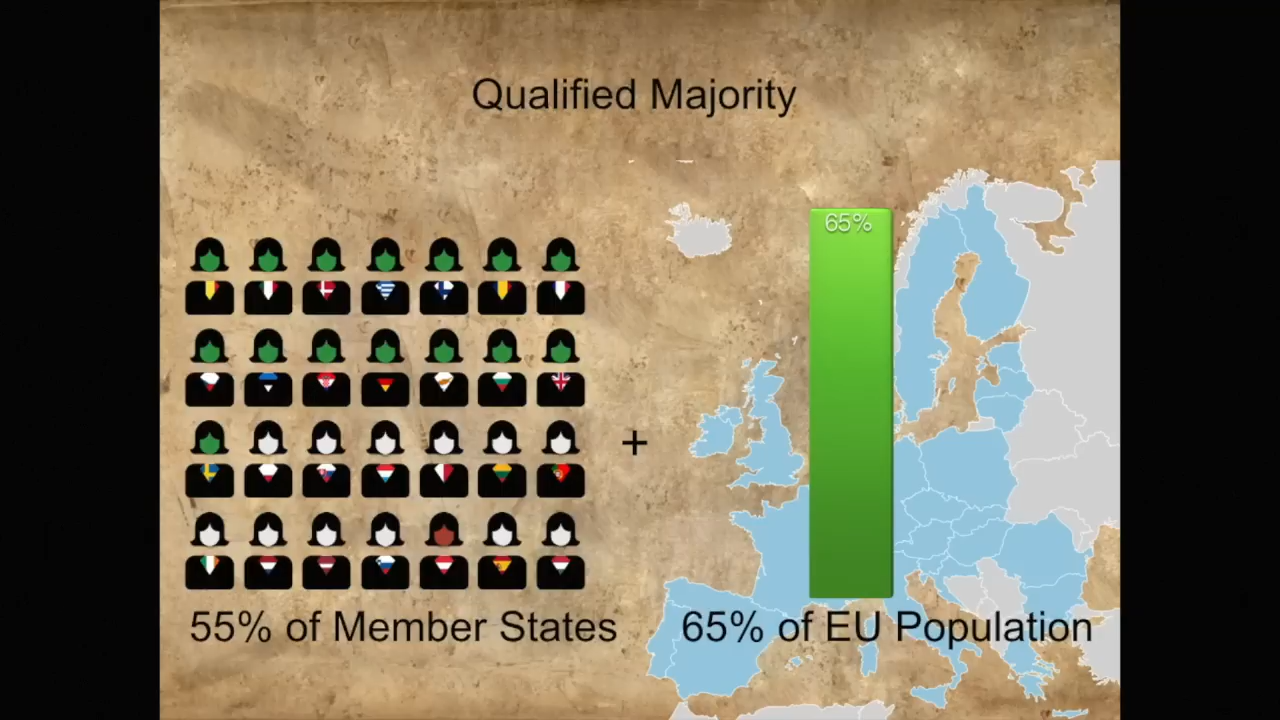 Qualified Majority
65%
+
55% of Member States
65% of EU Population